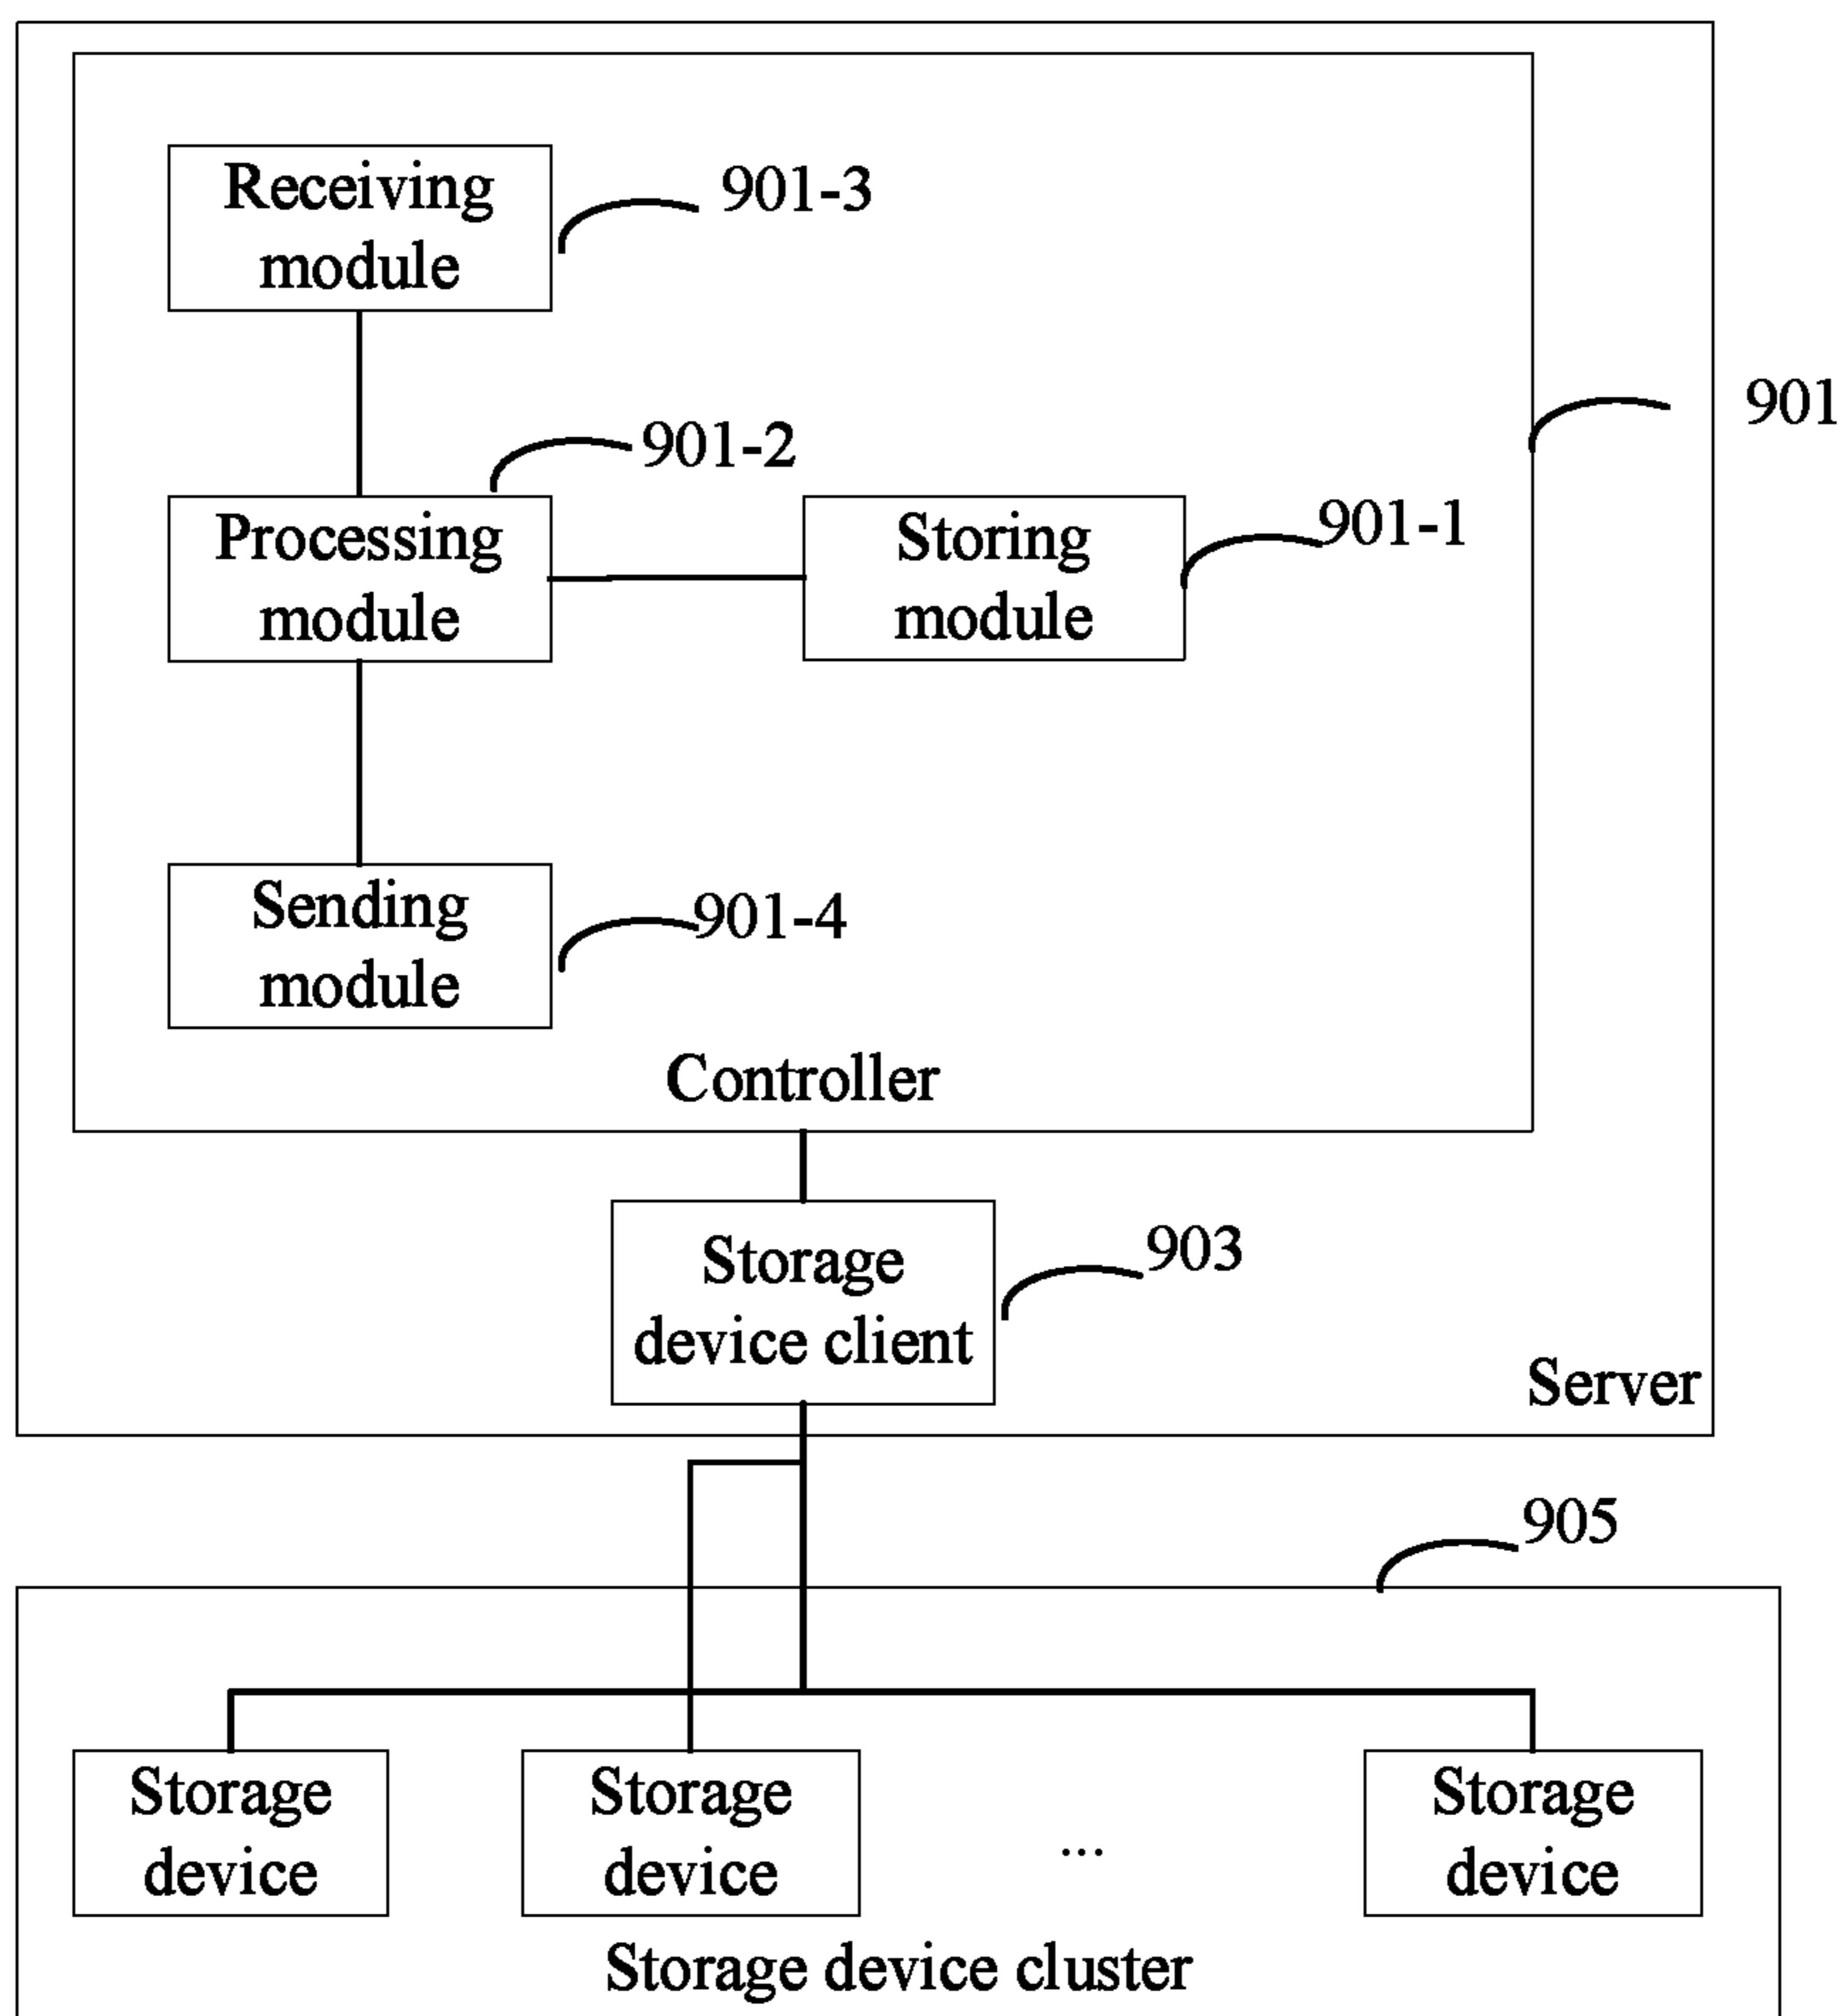 Receiving
module
901-3
901
901-2
Processing
module
Storing
module
901-1
Sending
module
901-4
Controller
Storage
device client
903
Server
905
Storage
device
Storage
device
...
Storage
device
Storage device cluster